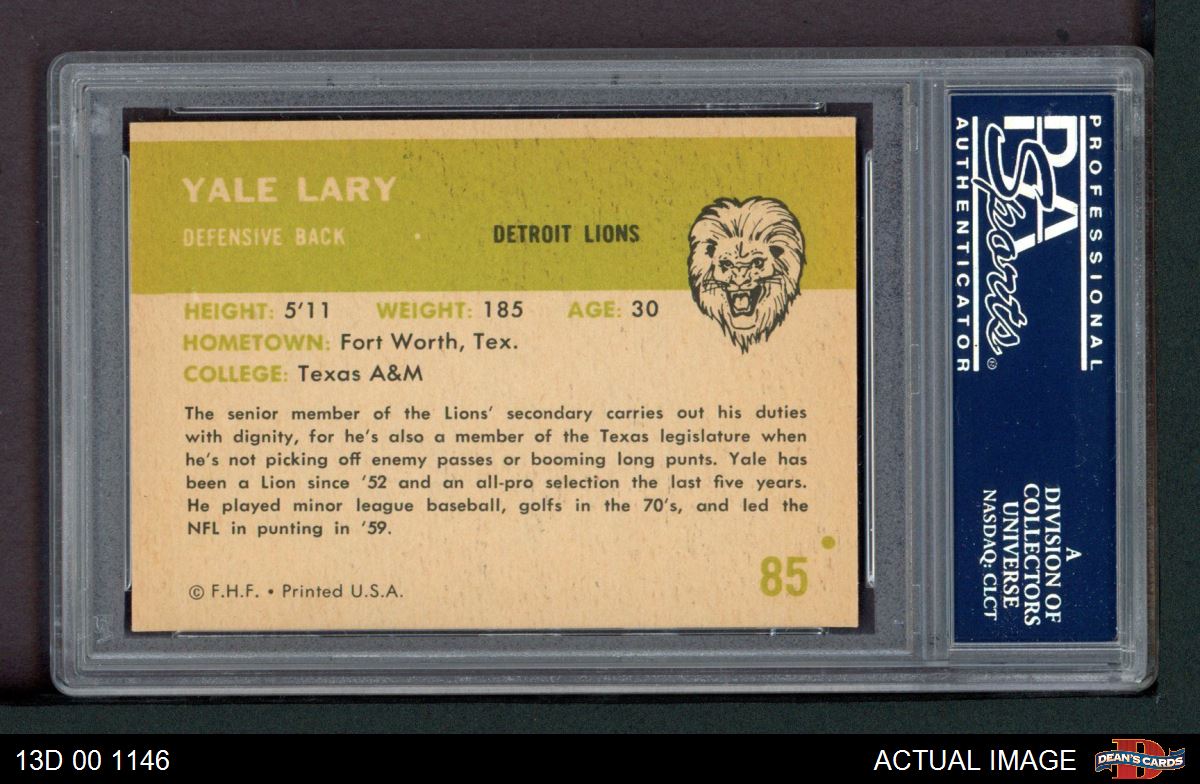 YALE LARY
DEFENSIVE BACK • DETROIT LIONS
HEIGHT: 5'11 WEIGHT: 185 AGE: 30
HOMETOWN: Fort Worth, Tex.
COLLEGE: Texas A&M
The senior member of the Lions' secondary carries out his duties
with dignity, for he's also a member of the Texas legislature when
he's not picking off enemy passes or booming long punts. Yale has
been a Lion since '52 and an all-pro selection the last five years.
He played minor league baseball, golfs in the 70's, and led the
NFL in punting in '59.
© F.H.F. • Printed U.S.A.
85
PROFESSIONAL
PSA
Sports®
AUTHENTICATOR
A
DIVISION OF
COLLECTORS
UNIVERSE
NASDAQ: CLCT
13D 00 1146
ACTUAL IMAGE
D
DEAN'S CARDS